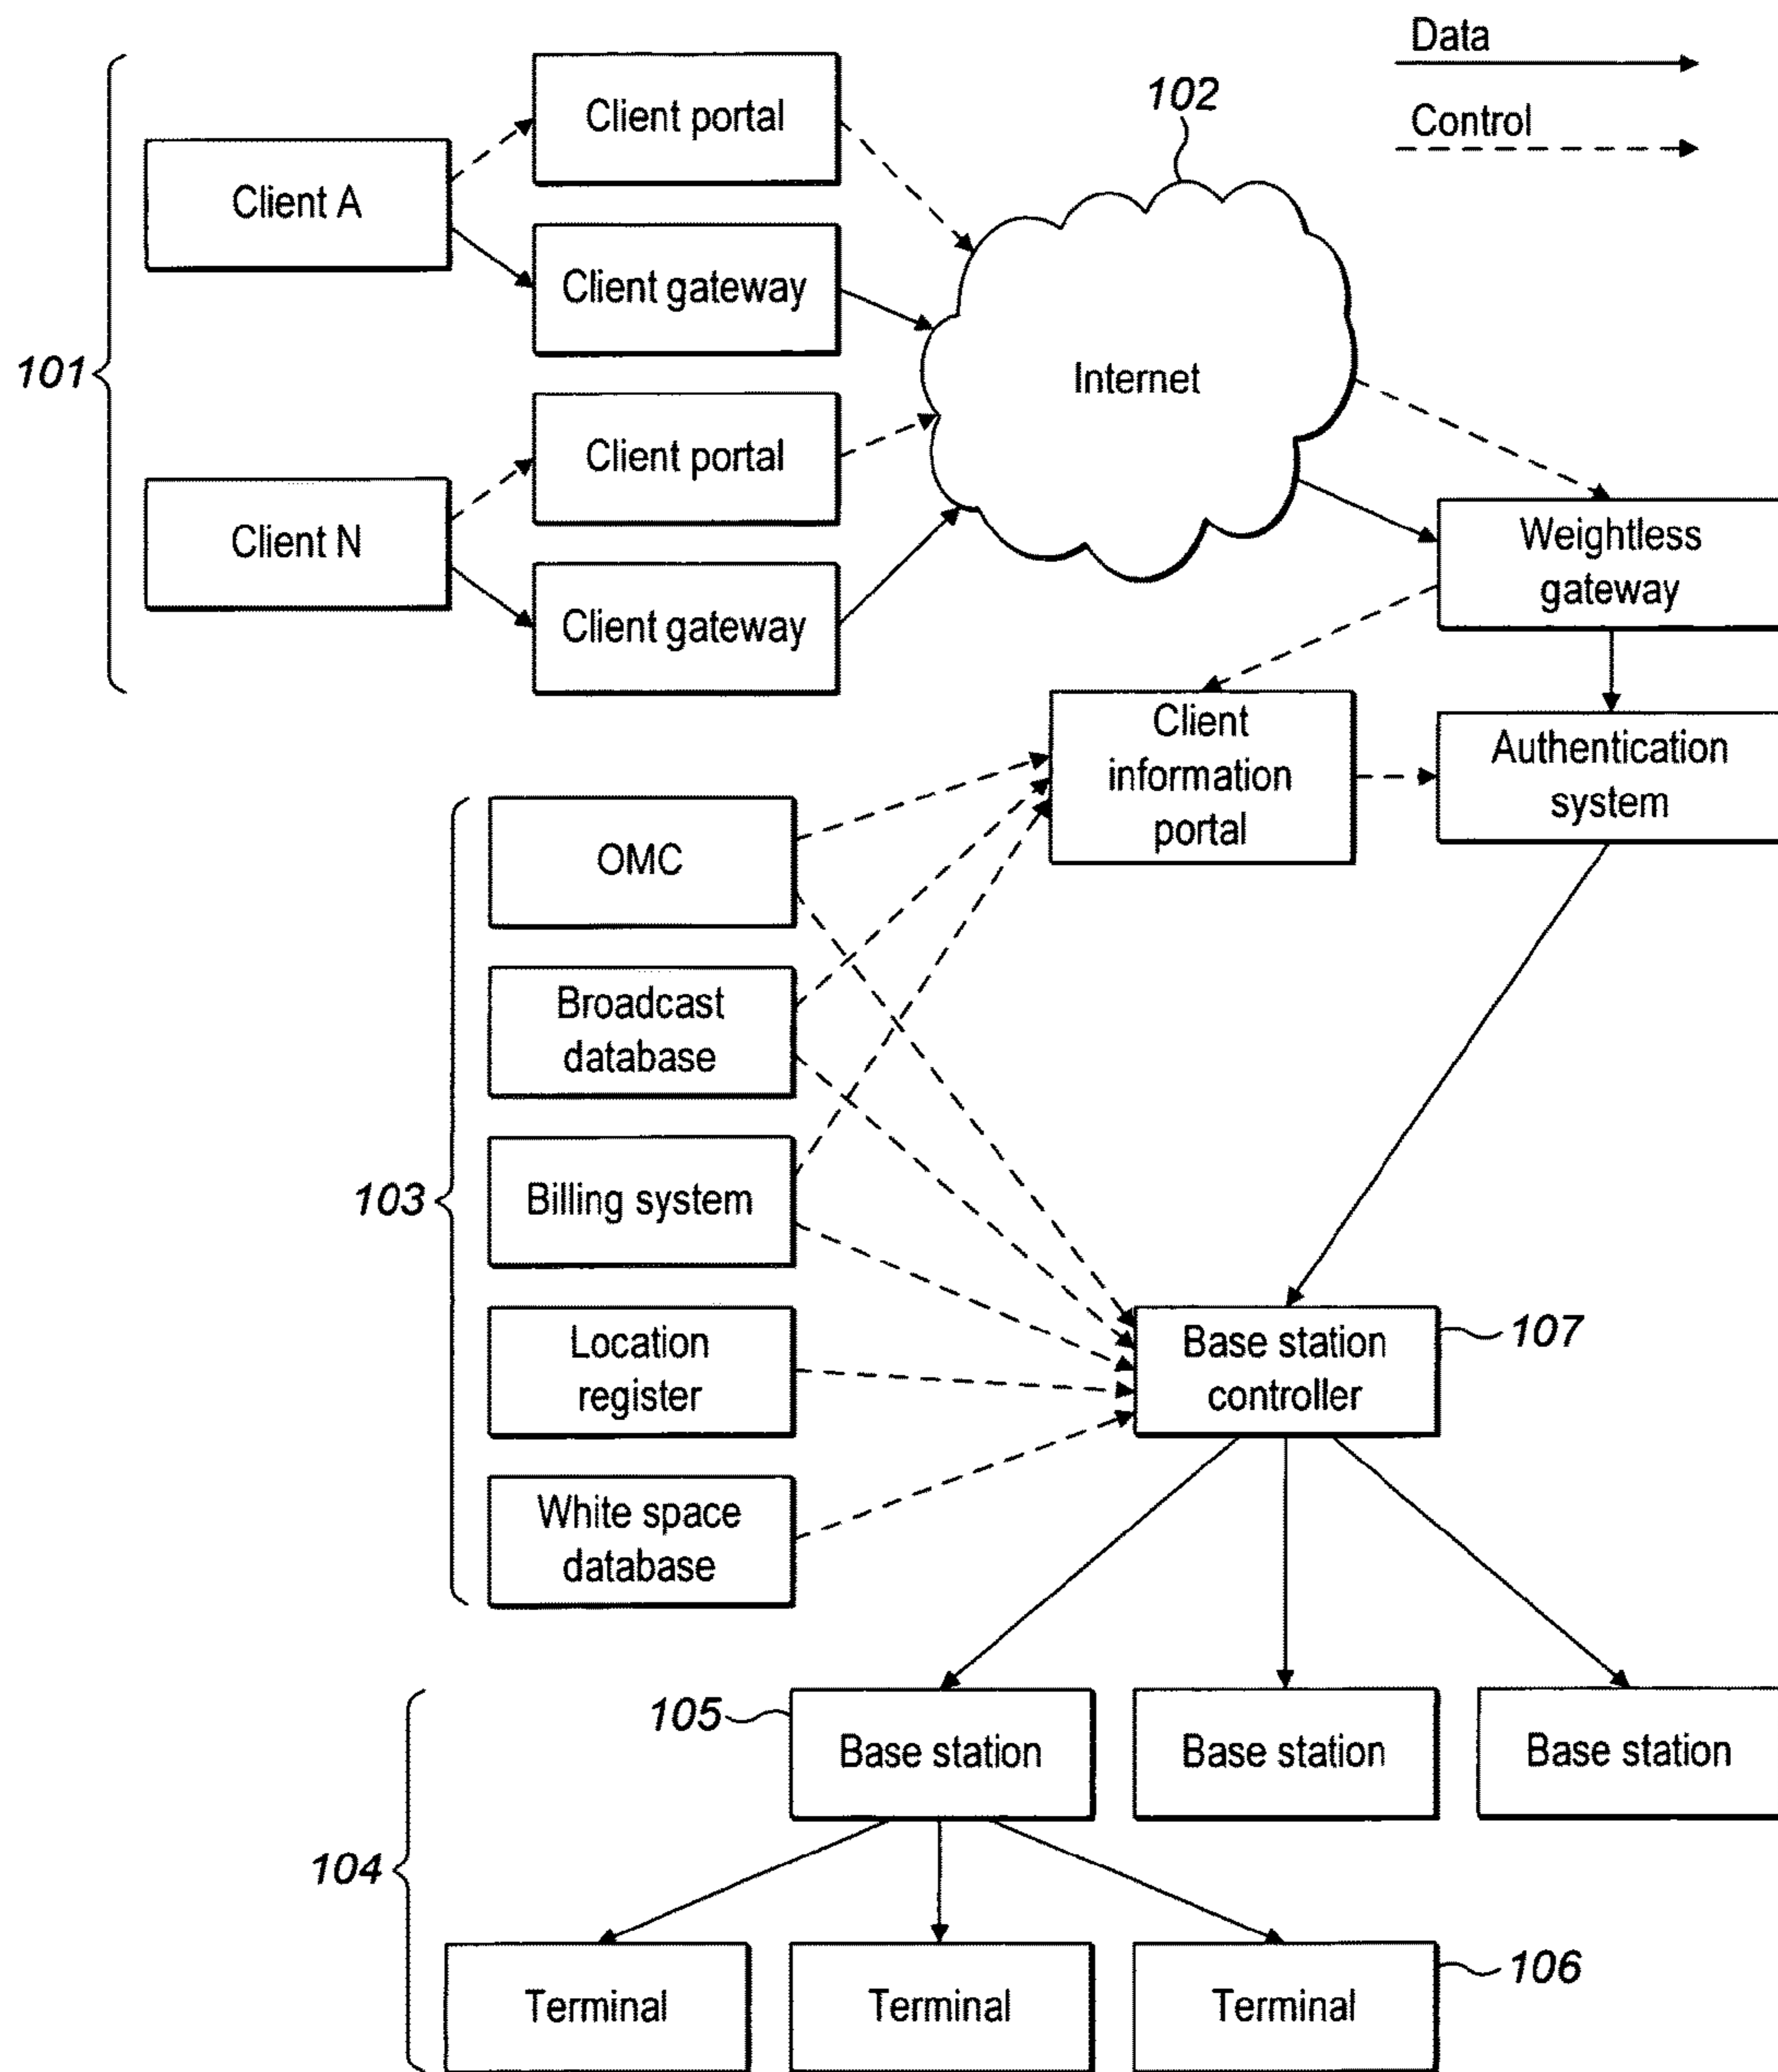 Data
Control
102
Client portal
Client A
Client gateway
101
Internet
Client portal
Client N
Client gateway
Weightless
gateway
Client
information
portal
Authentication
system
OMC
Broadcast
database
103
Billing system
Location
register
White space
database
Base station
controller
107
105
Base station
Base station
Base station
104
Terminal
Terminal
Terminal
106